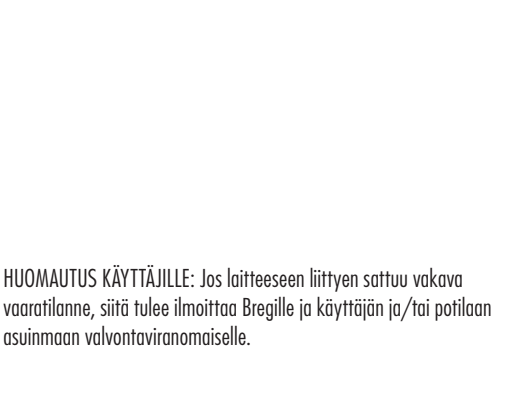 HUOMAUTUS KÄYTTÄJILLE: Jos laitteeseen liittyen sattuu vakava
vaaratilanne, siitä tulee ilmoittaa Bregille ja käyttäjän ja/tai potilaan
asuinmaan valvontaviranomaiselle.